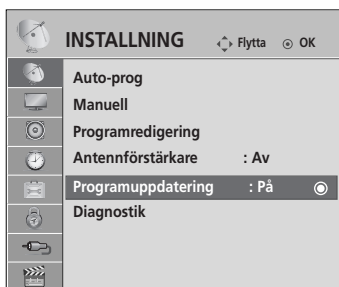 INSTALLNING Flytta OK
Auto-prog
Manuell
Programredigering
Antennförstärkare : Av
Programuppdatering : På
Diagnostik